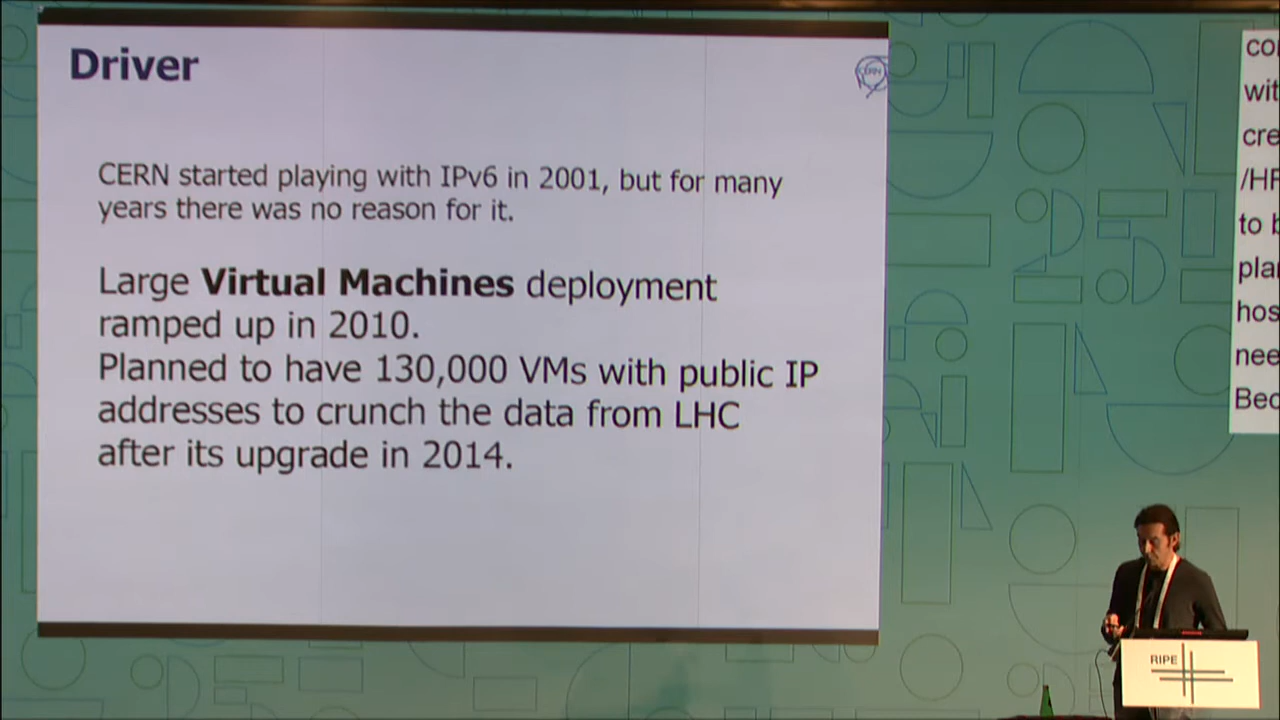 Driver
CERN
CERN started playing with IPv6 in 2001, but for many
years there was no reason for it.
Large Virtual Machines deployment
ramped up in 2010.
Planned to have 130,000 VMs with public IP
addresses to crunch the data from LHC
after its upgrade in 2014.
RIPE